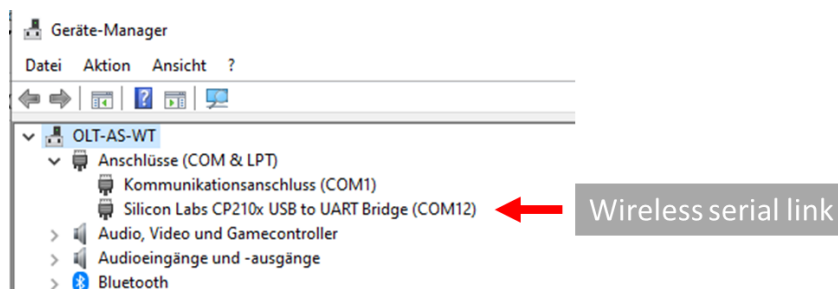 Geräte-Manager
Datei Aktion Ansicht ?
OLT-AS-WT
Anschlüsse (COM & LPT)
Kommunikationsanschluss (COM1)
Silicon Labs CP210x USB to UART Bridge (COM12)
Wireless serial link
Audio, Video und Gamecontroller
Audioeingänge und -ausgänge
Bluetooth